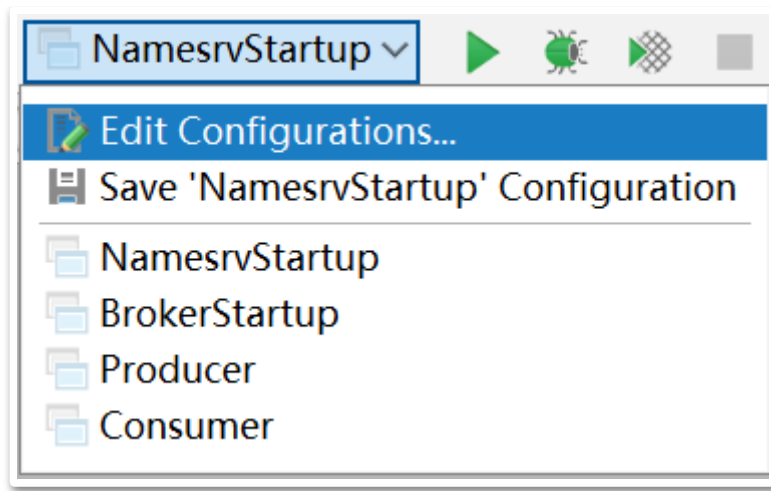 NamesrvStartup
Edit Configurations...
Save 'NamesrvStartup' Configuration
NamesrvStartup
BrokerStartup
Producer
Consumer